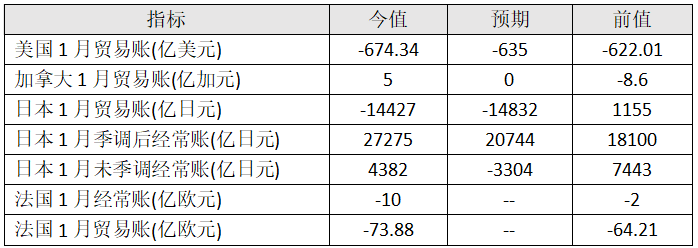 指标 今值 预期 前值
美国 1 月贸易账(亿美元) -674.34 -635 -622.01
加拿大 1 月贸易账(亿加元) 5 0 -8.6
日本 1 月贸易账(亿日元) -14427 -14832 1155
日本 1 月季调后经常账(亿日元) 27275 20744 18100
日本 1 月未季调经常账(亿日元) 4382 -3304 7443
法国 1 月经常账(亿欧元) -10 -- -2
法国 1 月贸易账(亿欧元) -73.88 -- -64.21